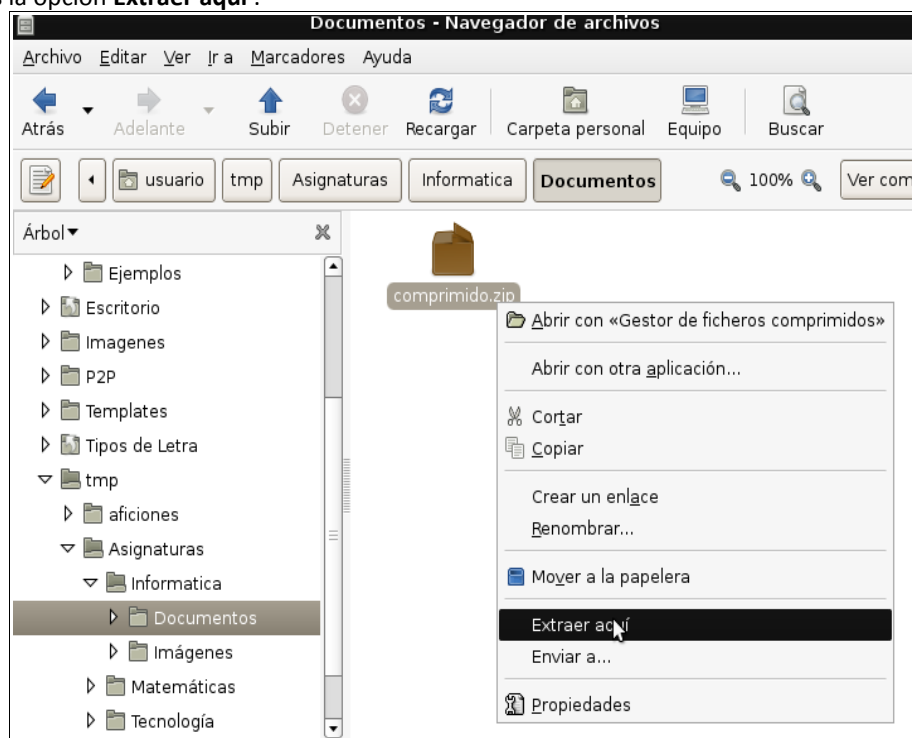 la opción Extraer aquí .
Documentos - Navegador de archivos
Archivo Editar Ver Ir a Marcadores Ayuda
Atrás Adelante Subir Detener Recargar Carpeta personal Equipo Buscar
usuario tmp Asignaturas Informatica Documentos 100% Ver com
Árbol
comprimido.zip
Ejemplos
Escritorio
Imagenes
P2P
Templates
Tipos de Letra
tmp
aficiones
Asignaturas
Informatica
Documentos
Imágenes
Matemáticas
Tecnología
Abrir con «Gestor de ficheros comprimidos»
Abrir con otra aplicación...
Cortar
Copiar
Crear un enlace
Renombrar...
Mover a la papelera
Extraer aquí
Enviar a...
Propiedades